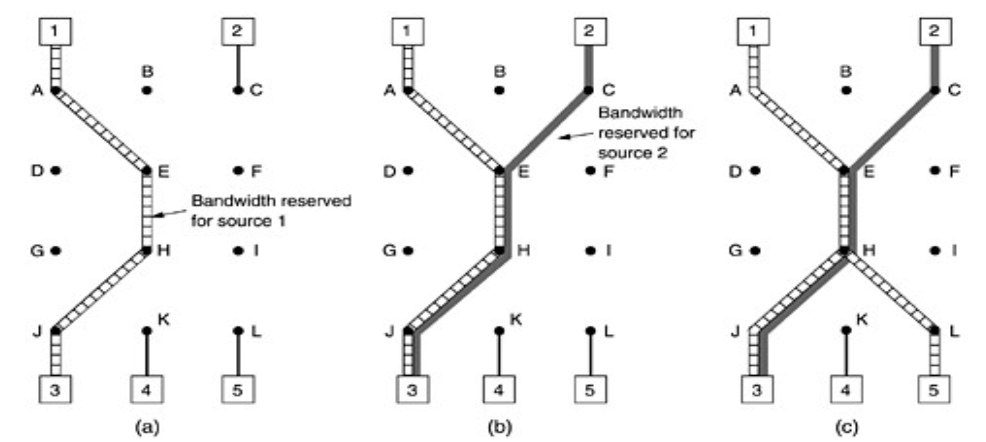 1
2
B
A
C
D
E
F
Bandwidth reserved
for source 1
G
H
I
J
K
L
3
4
5
(a)
1
2
B
A
C
Bandwidth
reserved for
source 2
D
E
F
G
H
I
J
K
L
3
4
5
(b)
1
2
B
A
C
D
E
F
G
H
I
J
K
L
3
4
5
(c)